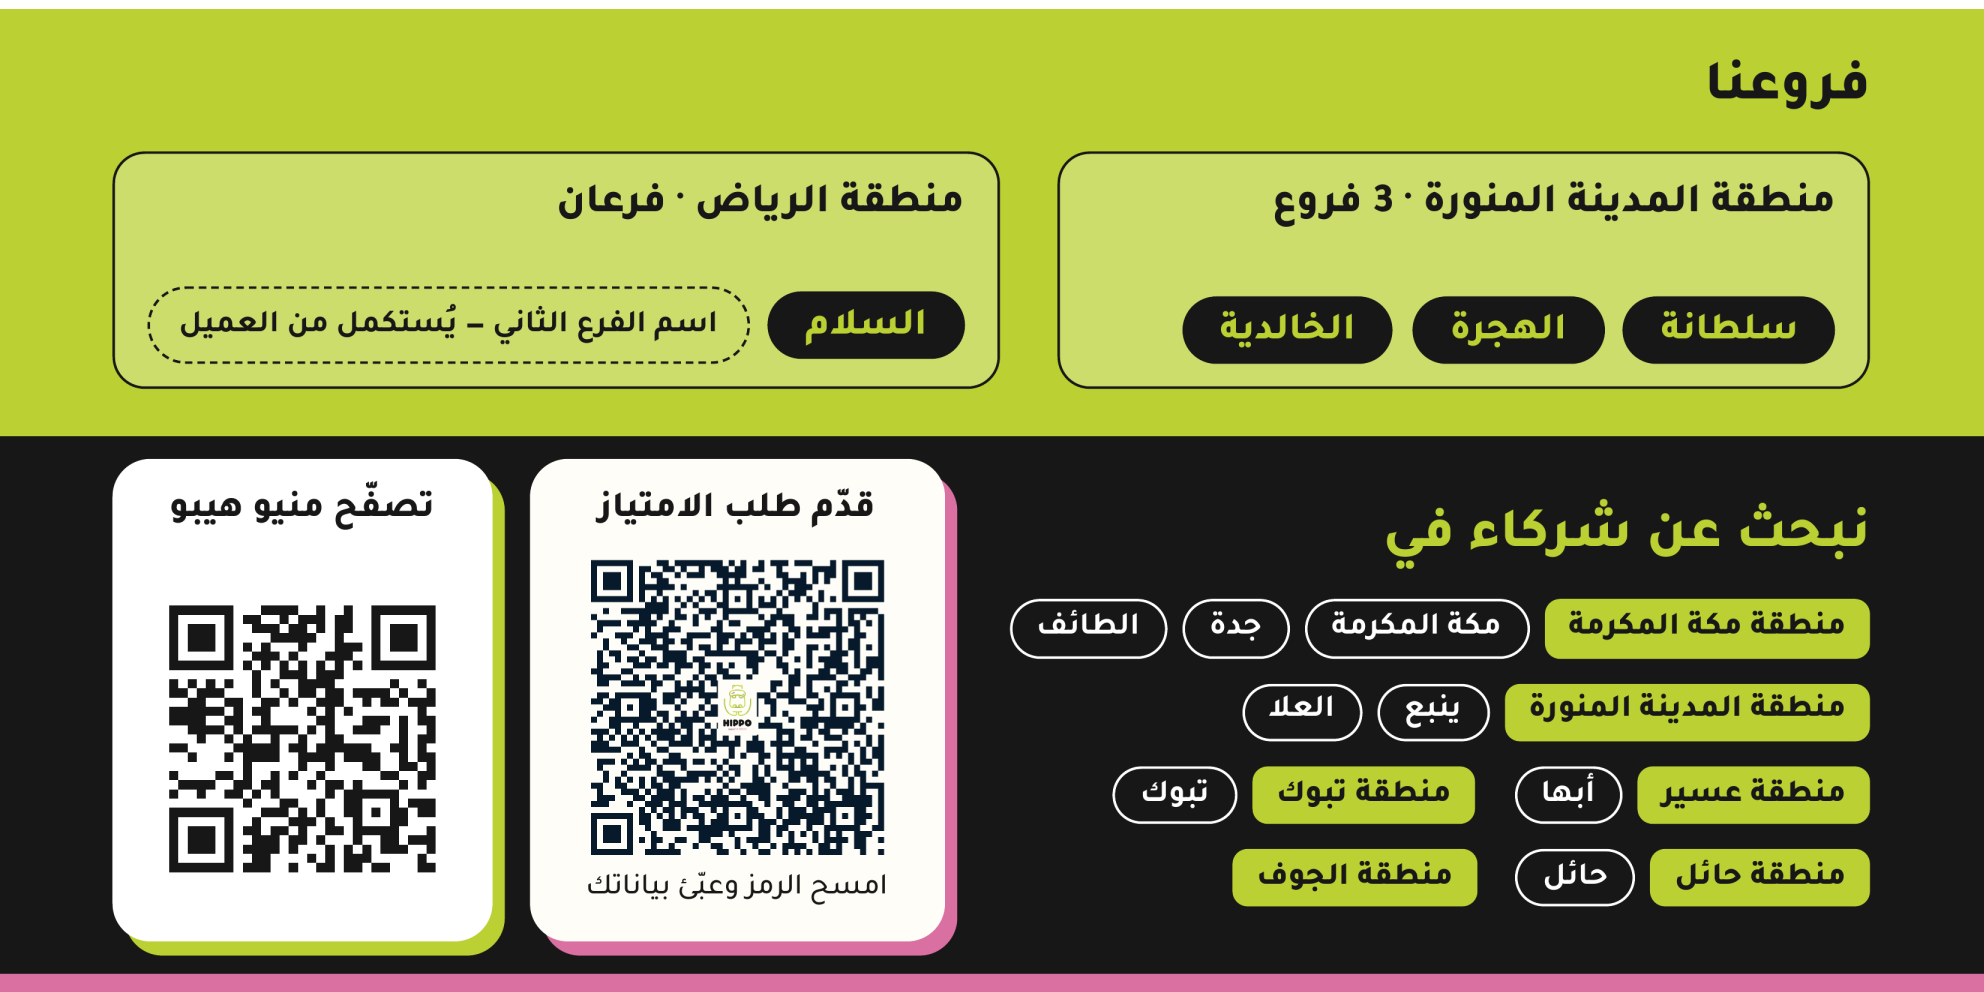 فروعنا
منطقة المدينة المنورة · 3 فروع
سلطانة
الهجرة
الخالدية
منطقة الرياض · فرعان
السلام
اسم الفرع الثاني – يُستكمل من العميل
نبحث عن شركاء في
منطقة مكة المكرمة
مكة المكرمة
جدة
الطائف
منطقة المدينة المنورة
ينبع
العلا
منطقة عسير
أبها
منطقة تبوك
تبوك
منطقة حائل
حائل
منطقة الجوف
قدّم طلب الامتياز
HIPPO
امسح الرمز وعبّئ بياناتك
تصفّح منيو هيبو